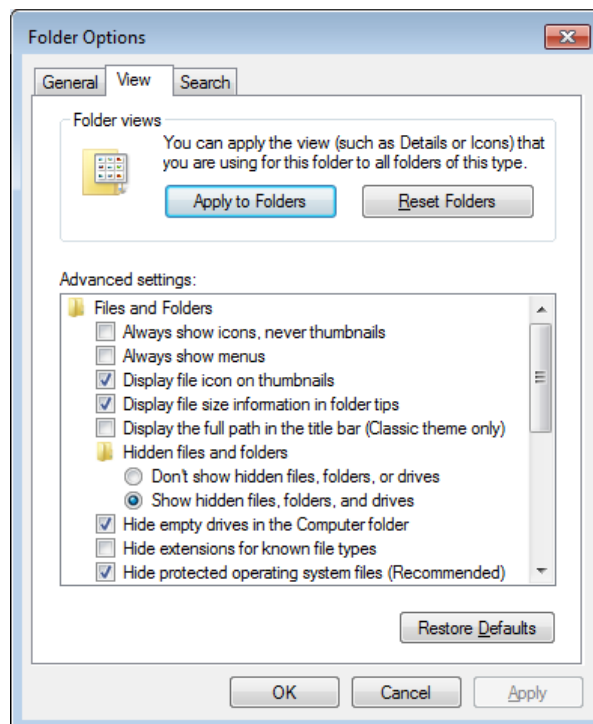 Folder Options
General View Search
Folder views
You can apply the view (such as Details or Icons) that
you are using for this folder to all folders of this type.
Apply to Folders Reset Folders
Advanced settings:
Files and Folders
Always show icons, never thumbnails
Always show menus
Display file icon on thumbnails
Display file size information in folder tips
Display the full path in the title bar (Classic theme only)
Hidden files and folders
Don't show hidden files, folders, or drives
Show hidden files, folders, and drives
Hide empty drives in the Computer folder
Hide extensions for known file types
Hide protected operating system files (Recommended)
Restore Defaults
OK Cancel Apply